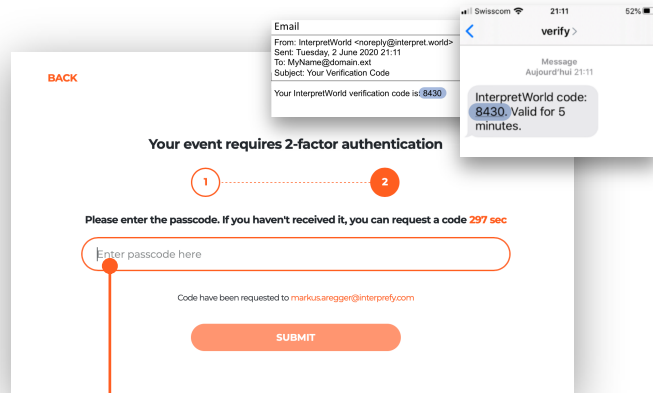 Swisscom 21:11 52%
verify >
Message
Aujourd'hui 21:11
InterpretWorld code:
8430. Valid for 5
minutes.
Email
From: InterpretWorld <noreply@interpret.world>
Sent: Tuesday, 2 June 2020 21:11
To: MyName@domain.ext
Subject: Your Verification Code
Your InterpretWorld verification code is: 8430
BACK
Your event requires 2-factor authentication
1 2
Please enter the passcode. If you haven't received it, you can request a code 297 sec
Enter passcode here
Code have been requested to markus.aregger@interprefy.com
SUBMIT